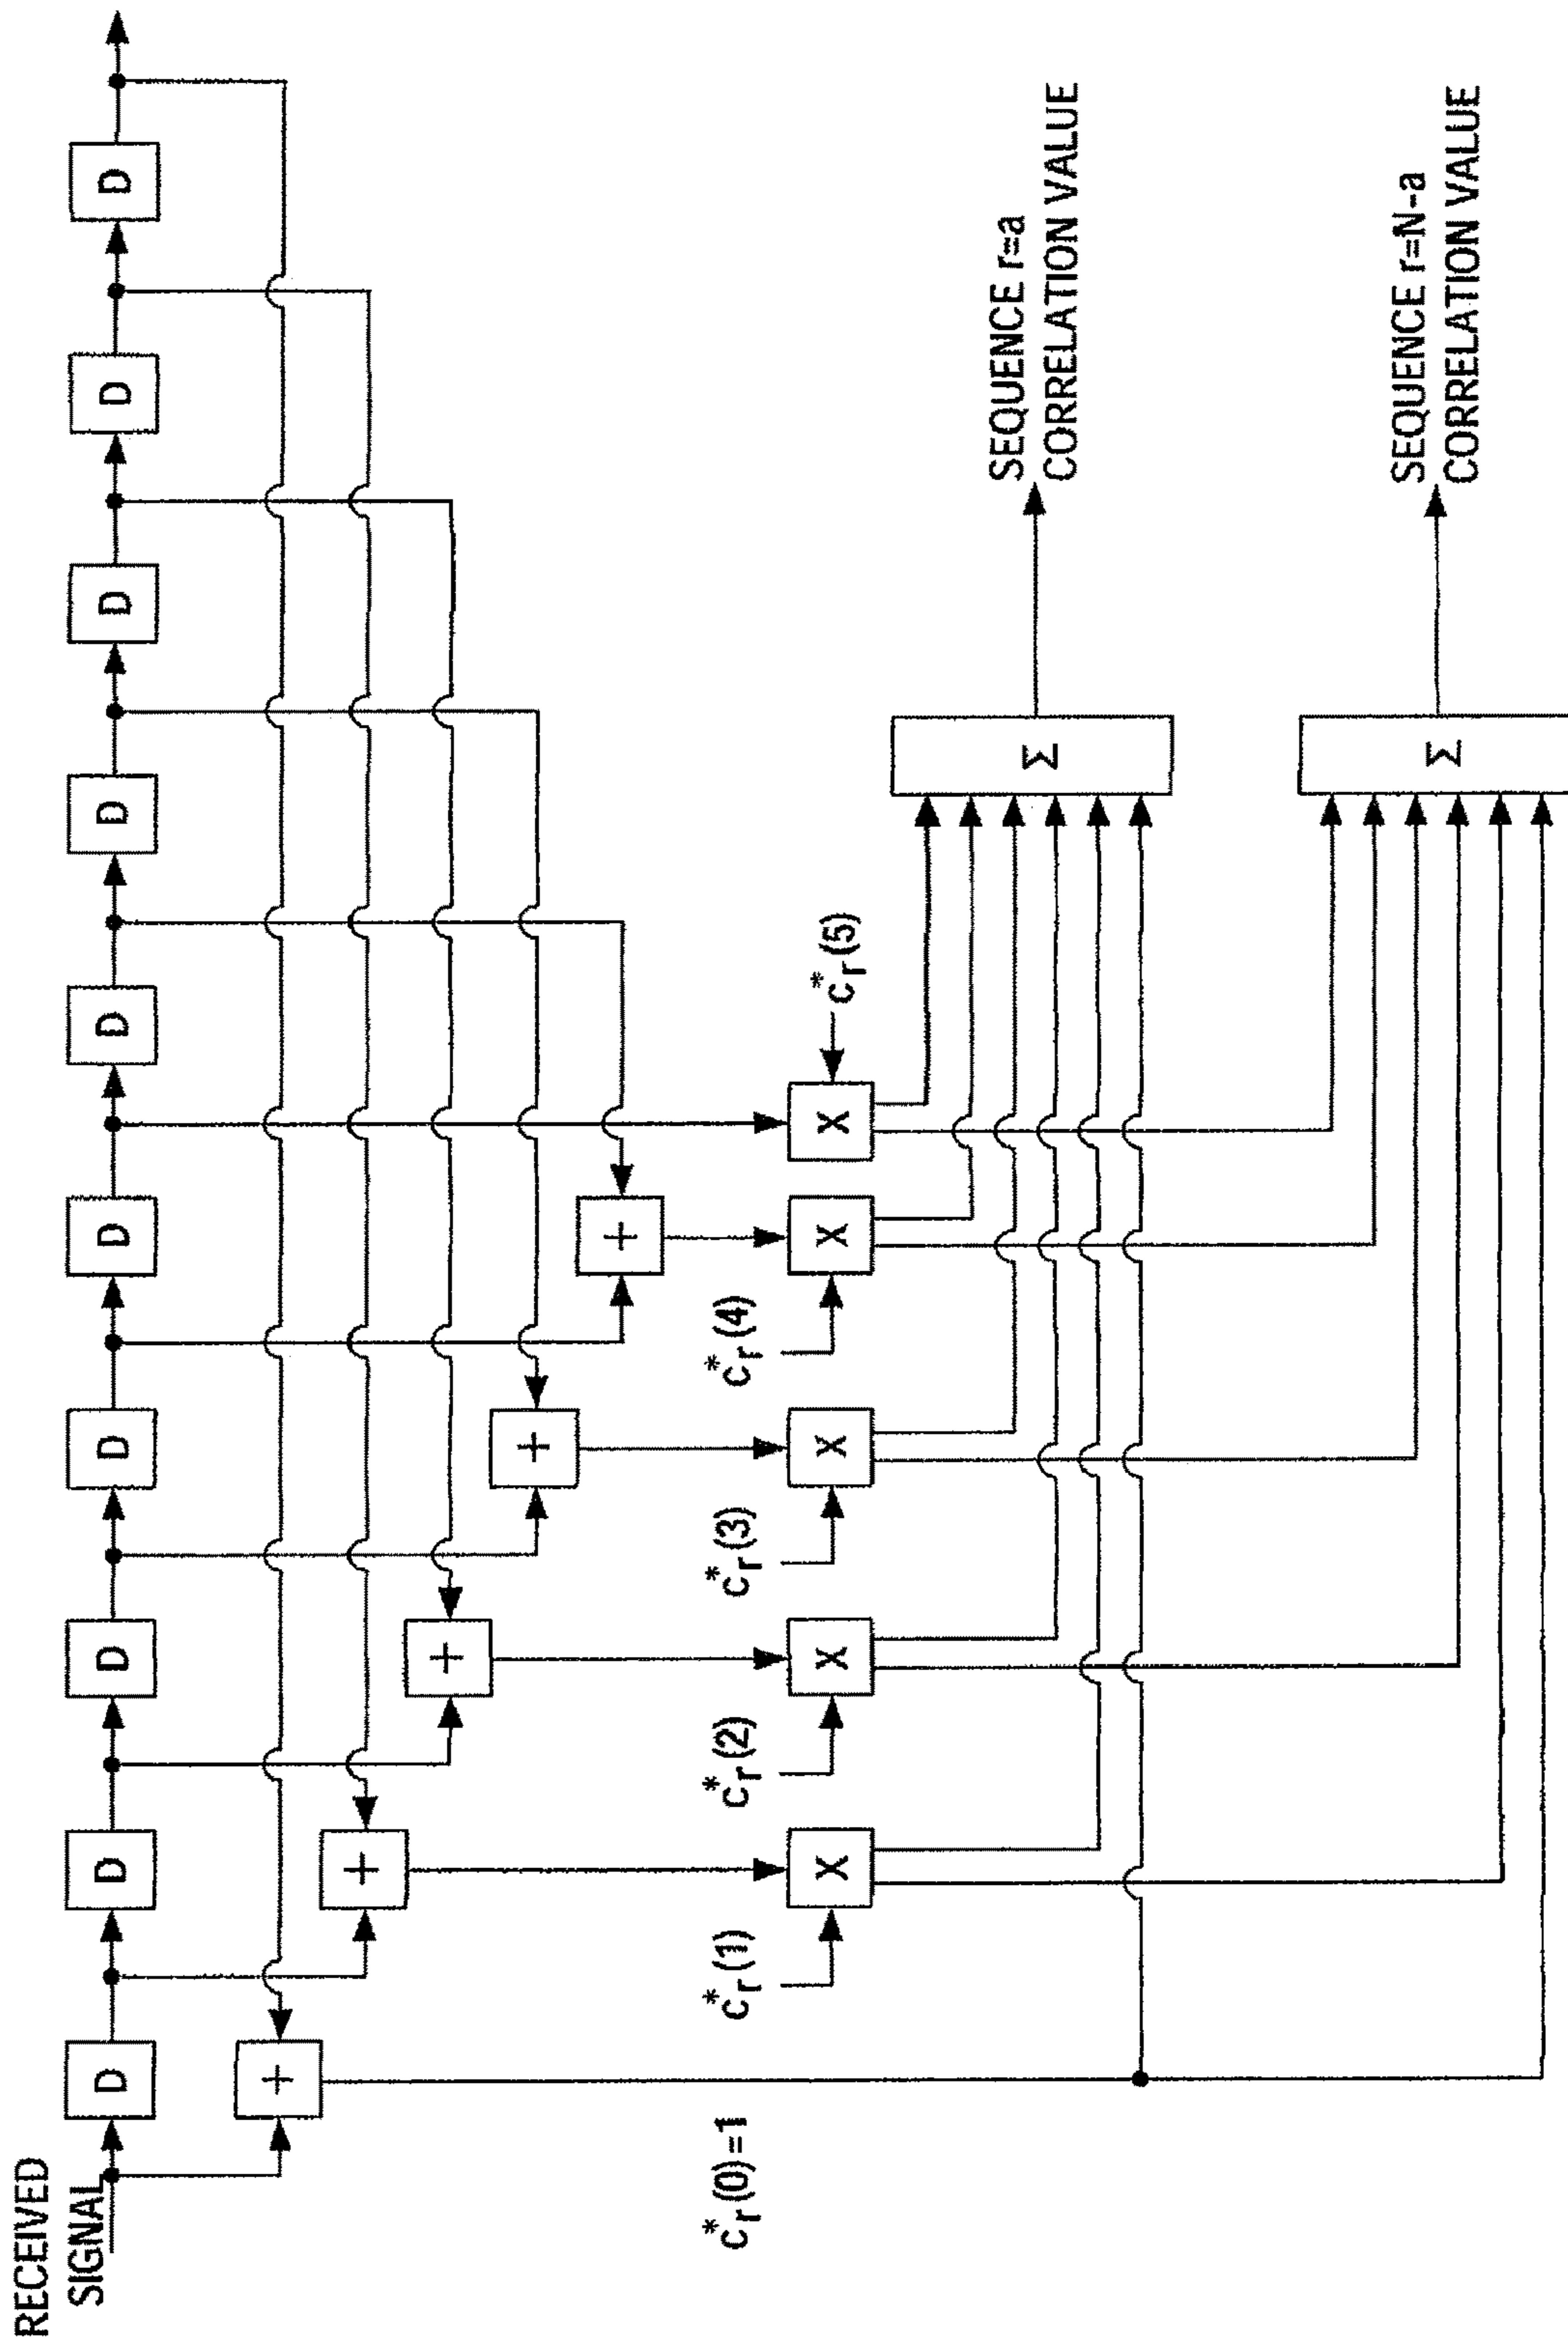 RECEIVED
SIGNAL
D D D D D D D D D D
+
+
+
+
+
c*r(0)=1 c*r(1) c*r(2) c*r(3) c*r(4)
X X X X X c*r(5)
Σ
SEQUENCE r=a
CORRELATION VALUE
Σ
SEQUENCE r=N-a
CORRELATION VALUE